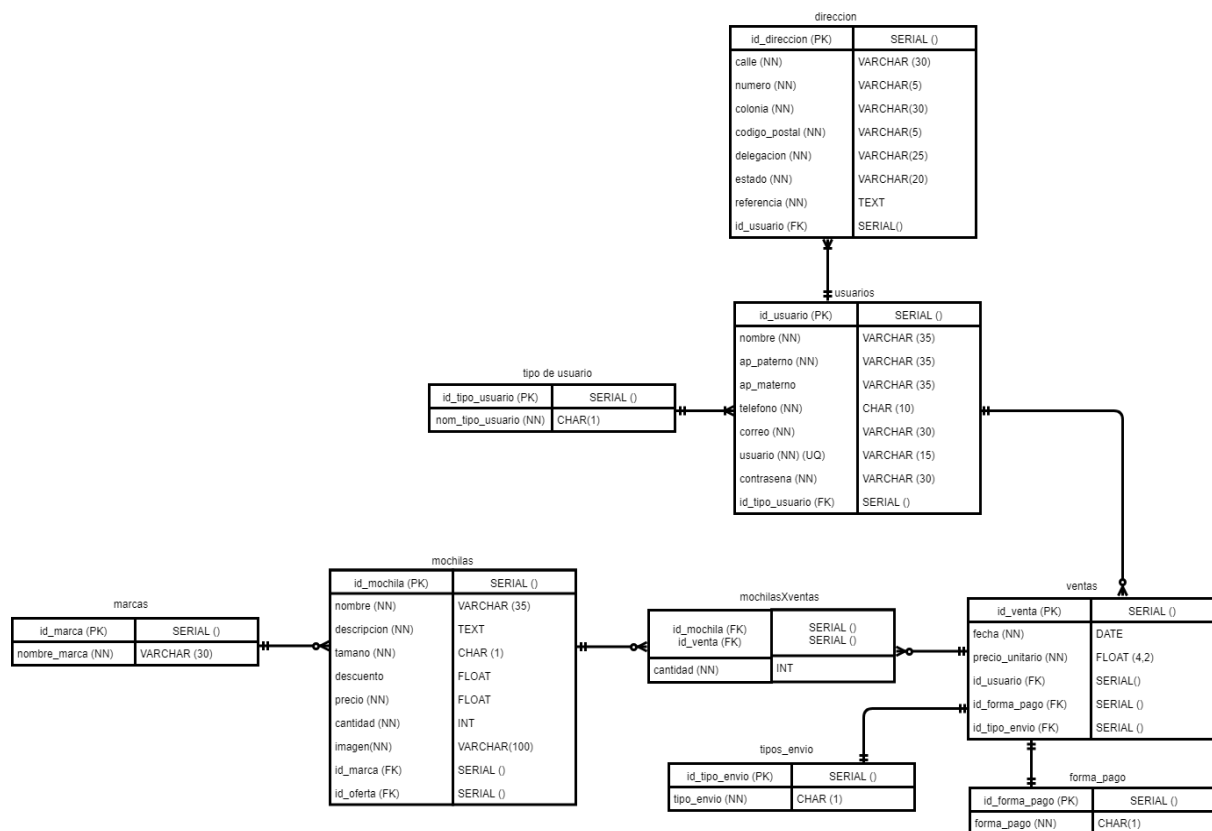 direccion
id_direccion (PK) SERIAL ()
calle (NN) VARCHAR (30)
numero (NN) VARCHAR(5)
colonia (NN) VARCHAR(30)
codigo_postal (NN) VARCHAR(5)
delegacion (NN) VARCHAR(25)
estado (NN) VARCHAR(20)
referencia (NN) TEXT
id_usuario (FK) SERIAL()
usuarios
id_usuario (PK) SERIAL ()
nombre (NN) VARCHAR (35)
ap_paterno (NN) VARCHAR (35)
ap_materno VARCHAR (35)
telefono (NN) CHAR (10)
correo (NN) VARCHAR (30)
usuario (NN) (UQ) VARCHAR (15)
contrasena (NN) VARCHAR (30)
id_tipo_usuario (FK) SERIAL ()
tipo de usuario
id_tipo_usuario (PK) SERIAL ()
nom_tipo_usuario (NN) CHAR(1)
marcas
id_marca (PK) SERIAL ()
nombre_marca (NN) VARCHAR (30)
mochilas
id_mochila (PK) SERIAL ()
nombre (NN) VARCHAR (35)
descripcion (NN) TEXT
tamano (NN) CHAR (1)
descuento FLOAT
precio (NN) FLOAT
cantidad (NN) INT
imagen(NN) VARCHAR(100)
id_marca (FK) SERIAL ()
id_oferta (FK) SERIAL ()
mochilasXventas
id_mochila (FK) SERIAL ()
id_venta (FK) SERIAL ()
cantidad (NN) INT
ventas
id_venta (PK) SERIAL ()
fecha (NN) DATE
precio_unitario (NN) FLOAT (4,2)
id_usuario (FK) SERIAL()
id_forma_pago (FK) SERIAL ()
id_tipo_envio (FK) SERIAL ()
tipos_envio
id_tipo_envio (PK) SERIAL ()
tipo_envio (NN) CHAR (1)
forma_pago
id_forma_pago (PK) SERIAL ()
forma_pago (NN) CHAR(1)